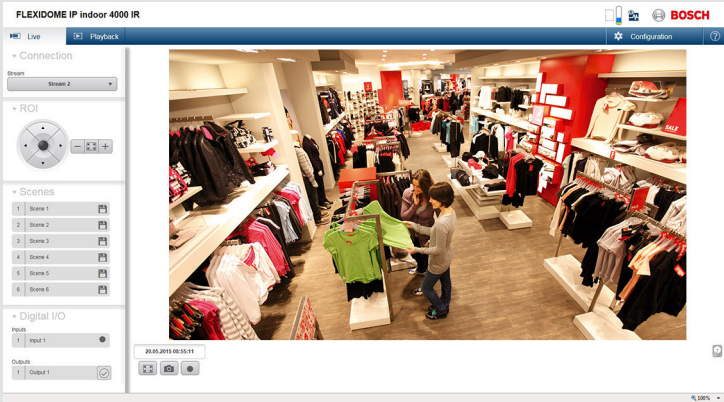 FLEXIDOME IP indoor 4000 IR
BOSCH
Live
Playback
Configuration
Connection
Stream
Stream 2
ROI
Scenes
1 Scene 1
2 Scene 2
3 Scene 3
4 Scene 4
5 Scene 5
6 Scene 6
Digital I/O
Inputs
1 Input 1
Outputs
1 Output 1
SALE
20.05.2015 08:55:11
100%